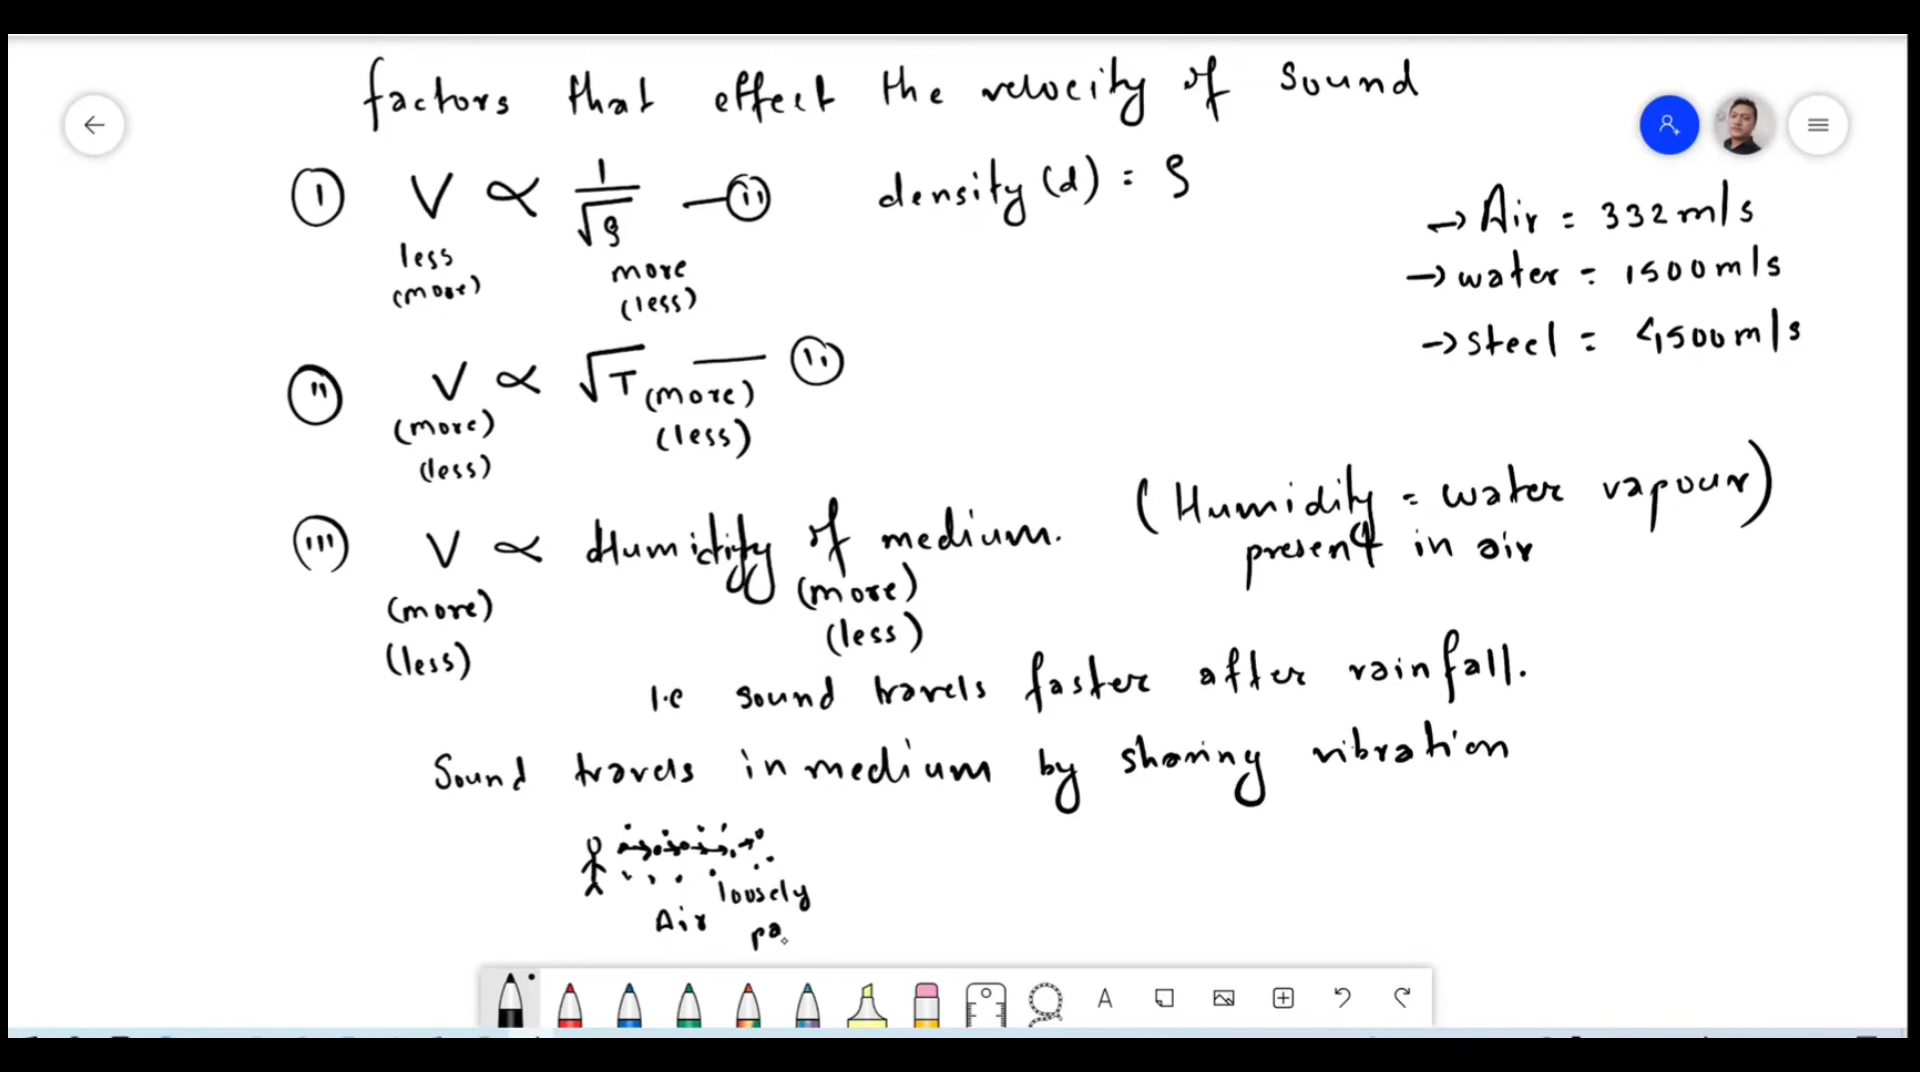 factors that effect the velocity of sound
(i) V ∝ 1/√ρ —(ii) density (d) = ρ
less
(more)
more
(less)
→ Air = 332 m/s
→ water = 1500 m/s
→ steel = 4500 m/s
(ii) V ∝ √T — (ii)
(more)
(less)
(more)
(less)
(iii) V ∝ Humidity of medium. (Humidity = water vapour)
present in air
(more)
(less)
(more)
(less)
i.e sound travels faster after rainfall.
Sound travels in medium by sharing vibration
loosely
Air
pa
A